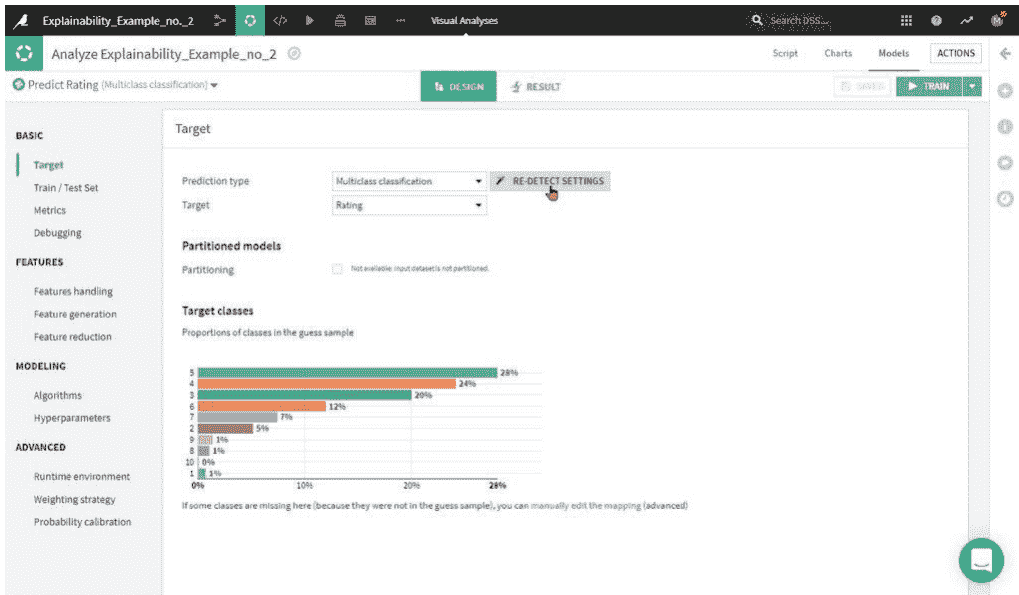 Explainability_Example_no._2 </> ... Visual Analyses Search DSS...
Analyze Explainability_Example_no_2 Script Charts Models ACTIONS
Predict Rating (Multiclass classification) DESIGN RESULT SAVED TRAIN
Target
BASIC
Target
Train / Test Set
Metrics
Debugging
FEATURES
Features handling
Feature generation
Feature reduction
MODELING
Algorithms
Hyperparameters
ADVANCED
Runtime environment
Weighting strategy
Probability calibration
Prediction type Multiclass classification RE-DETECT SETTINGS
Target Rating
Partitioned models
Partitioning Not available: input dataset is not partitioned.
Target classes
Proportions of classes in the guess sample
28%
4 24%
20%
6 12%
7 7%
2 5%
9 1%
8 1%
10 0%
1 1%
0% 10% 20% 28%
If some classes are missing here (because they were not in the guess sample), you can manually edit the mapping (advanced)